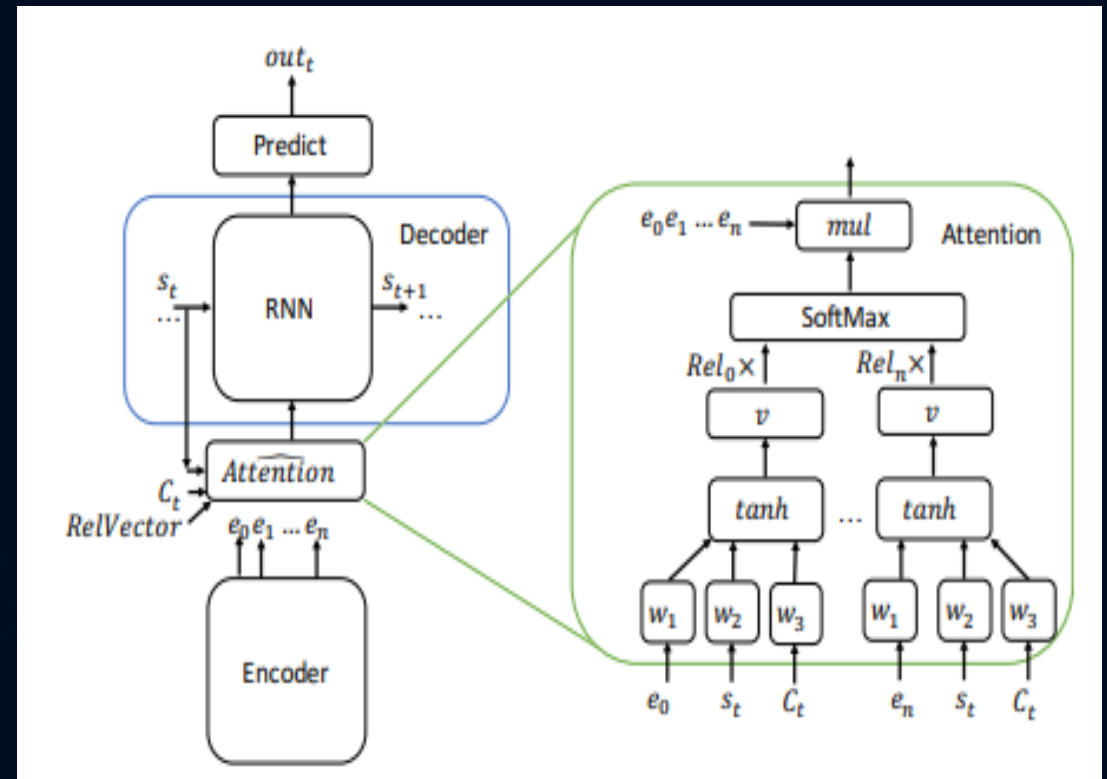 out_t
Predict
Decoder
s_t
...
RNN
s_{t+1}
...
Attention
C_t
RelVector
e_0 e_1 ... e_n
Encoder
e_0 e_1 ... e_n
mul
Attention
SoftMax
Rel_0×
Rel_n×
v
v
tanh
...
tanh
w_1
w_2
w_3
w_1
w_2
w_3
e_0
s_t
C_t
e_n
s_t
C_t